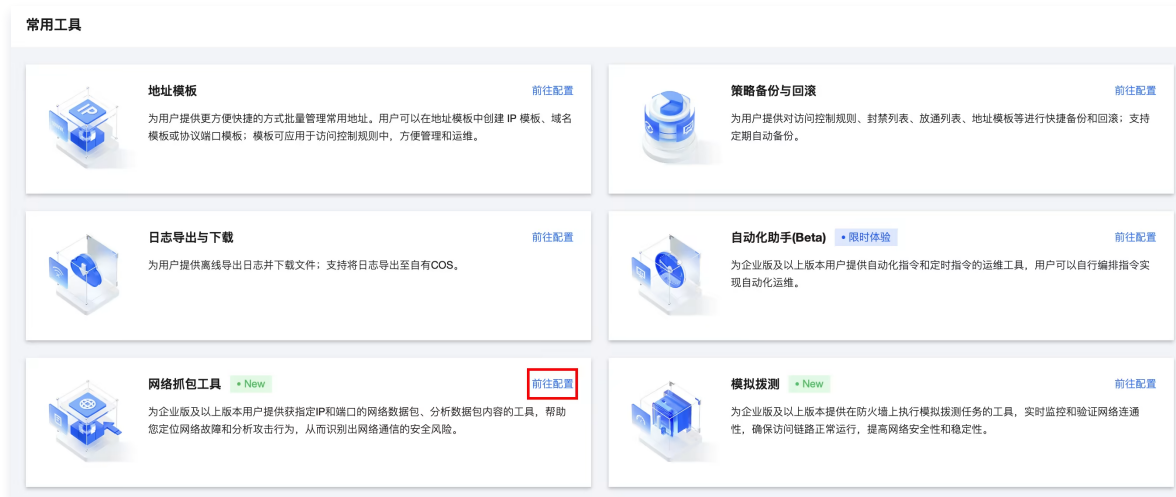 常用工具
地址模板
前往配置
为用户提供更方便快捷的方式批量管理常用地址。用户可以在地址模板中创建 IP 模板、域名
模板或协议端口模板；模板可应用于访问控制规则中，方便管理和运维。
策略备份与回滚
前往配置
为用户提供对访问控制规则、封禁列表、放通列表、地址模板等进行快捷备份和回滚；支持
定期自动备份。
日志导出与下载
前往配置
为用户提供离线导出日志并下载文件；支持将日志导出至自有COS。
自动化助手(Beta) • 限时体验
前往配置
为企业版及以上版本用户提供自动化指令和定时指令的运维工具，用户可以自行编排指令实
现自动化运维。
网络抓包工具 • New
前往配置
为企业版及以上版本用户提供获指定IP和端口的网络数据包、分析数据包内容的工具，帮助
您定位网络故障和分析攻击行为，从而识别出网络通信的安全风险。
模拟拨测 • New
前往配置
为企业版及以上版本提供在防火墙上执行模拟拨测任务的工具，实时监控和验证网络连通
性，确保访问链路正常运行，提高网络安全性和稳定性。